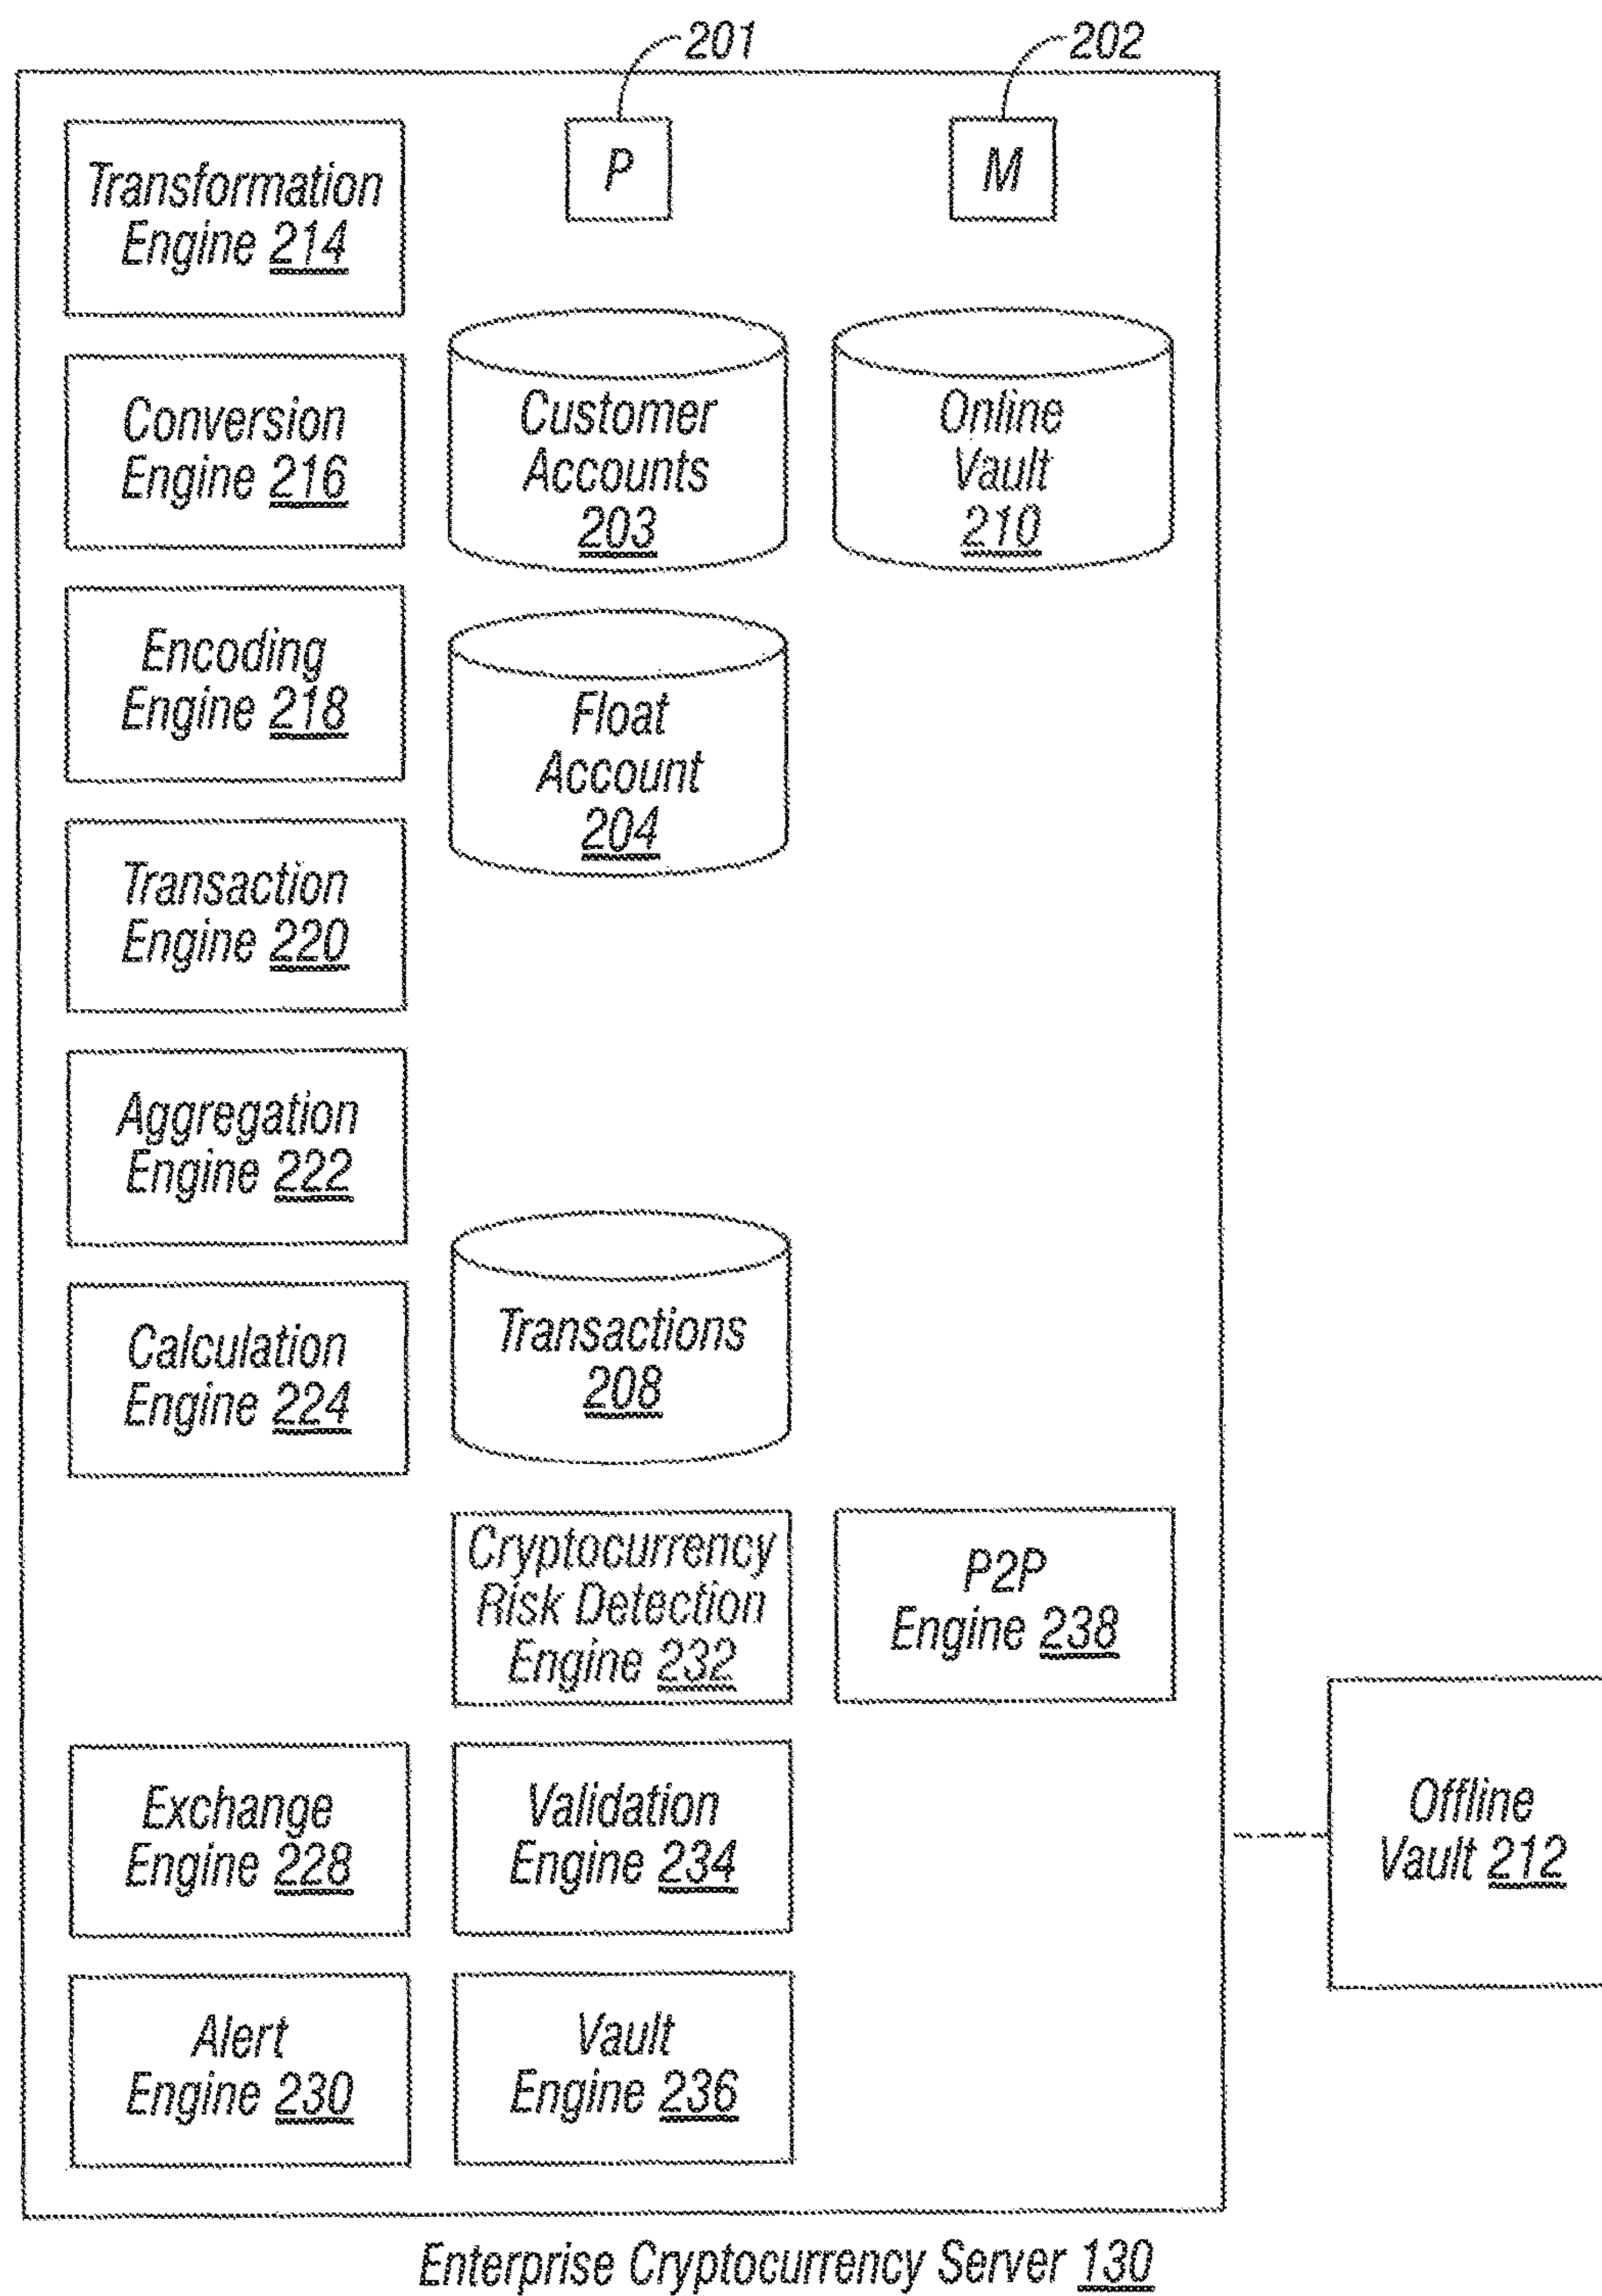 201
202
Transformation
Engine 214
P
M
Conversion
Engine 216
Customer
Accounts
203
Online
Vault
210
Encoding
Engine 218
Float
Account
204
Transaction
Engine 220
Aggregation
Engine 222
Calculation
Engine 224
Transactions
208
Cryptocurrency
Risk Detection
Engine 232
P2P
Engine 238
Exchange
Engine 228
Validation
Engine 234
Offline
Vault 212
Alert
Engine 230
Vault
Engine 236
Enterprise Cryptocurrency Server 130